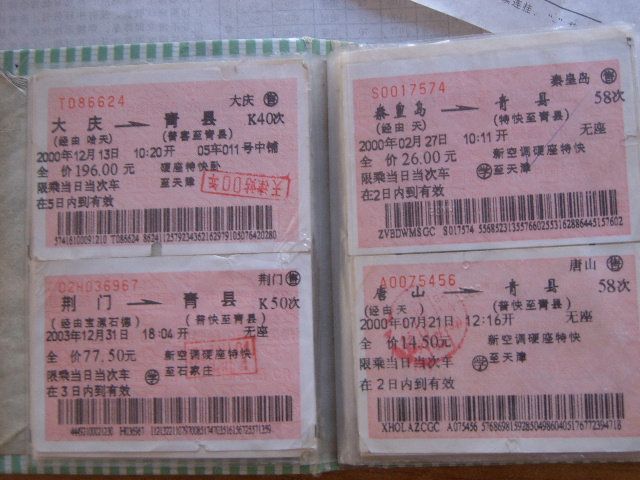 TD86624 大庆 售
大庆 → 青县 K40次
(经由 哈天) (普客至青县)
2000年12月13日 10:20开 05车011号中铺
全 价196.00元 硬座特快卧
限乘当日当次车 至天津
在5日内到有效
S0017574 秦皇岛 售
秦皇岛 → 青县 58次
(经由 天) (特快至青县)
2000年02月27日 10:11开 无座
全 价26.00元 新空调硬座特快
限乘当日当次车 学 至天津
在2日内到有效
ZVBDWMSGC S017574
CZH036967 荆门 售
荆门 → 青县 K50次
(经由宝源石德) (普快至青县)
2003年12月31日 18:04开 无座
全 价77.50元 新空调硬座特快
限乘当日当次车 学 至石家庄
在3日内到有效
A0075456 唐山 售
唐山 → 青县 58次
(经由 天) (普快至青县)
2000年07月21日 12:16开 无座
全 价14.50元 新空调硬座特快
限乘当日当次车 学 至天津
在2日内到有效
XHOLAZCGC A075456